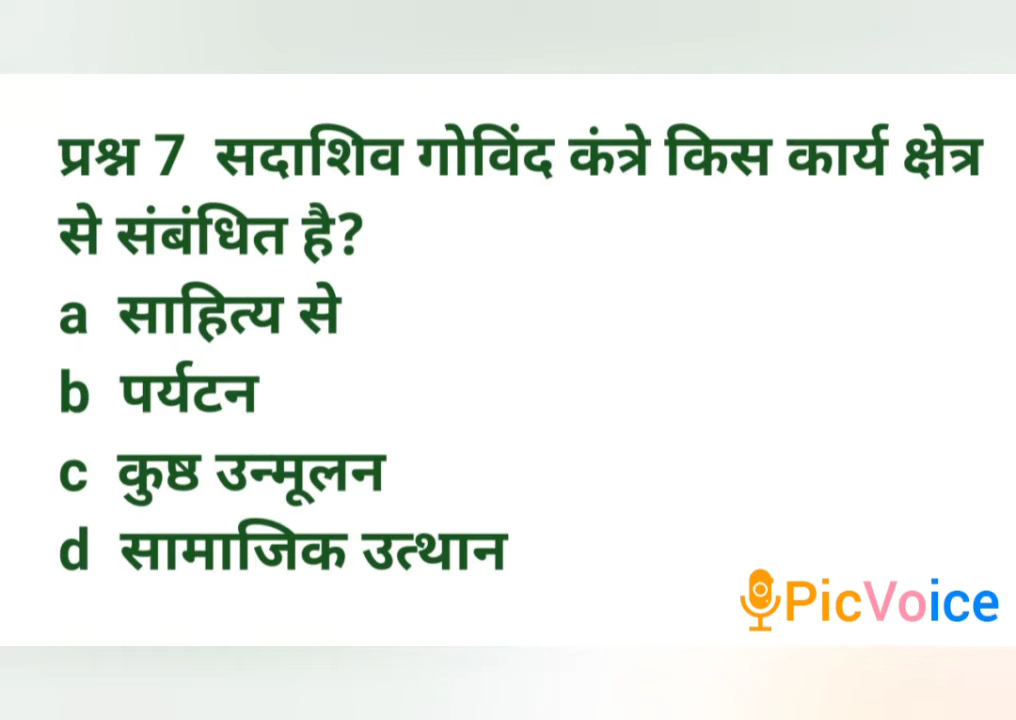 प्रश्न 7 सदाशिव गोविंद कंत्रे किस कार्य क्षेत्र
से संबंधित है?
a साहित्य से
b पर्यटन
c कुष्ठ उन्मूलन
d सामाजिक उत्थान
PicVoice